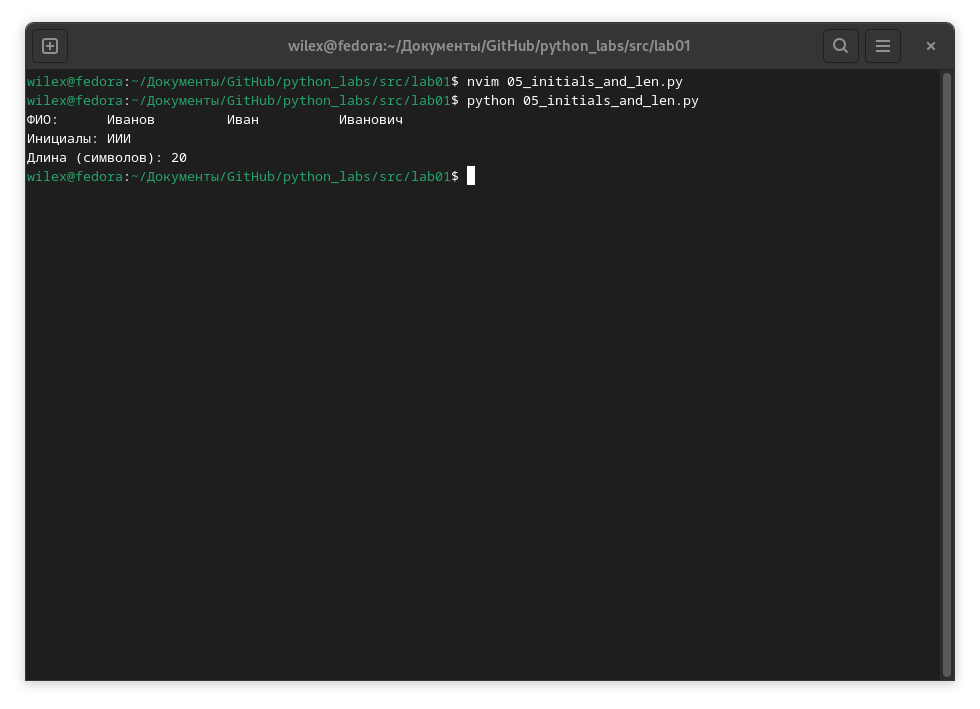 wilex@fedora:~/Документы/GitHub/python_labs/src/lab01
wilex@fedora:~/Документы/GitHub/python_labs/src/lab01$ nvim 05_initials_and_len.py
wilex@fedora:~/Документы/GitHub/python_labs/src/lab01$ python 05_initials_and_len.py
ФИО:      Иванов         Иван          Иванович
Инициалы: ИИИ
Длина (символов): 20
wilex@fedora:~/Документы/GitHub/python_labs/src/lab01$